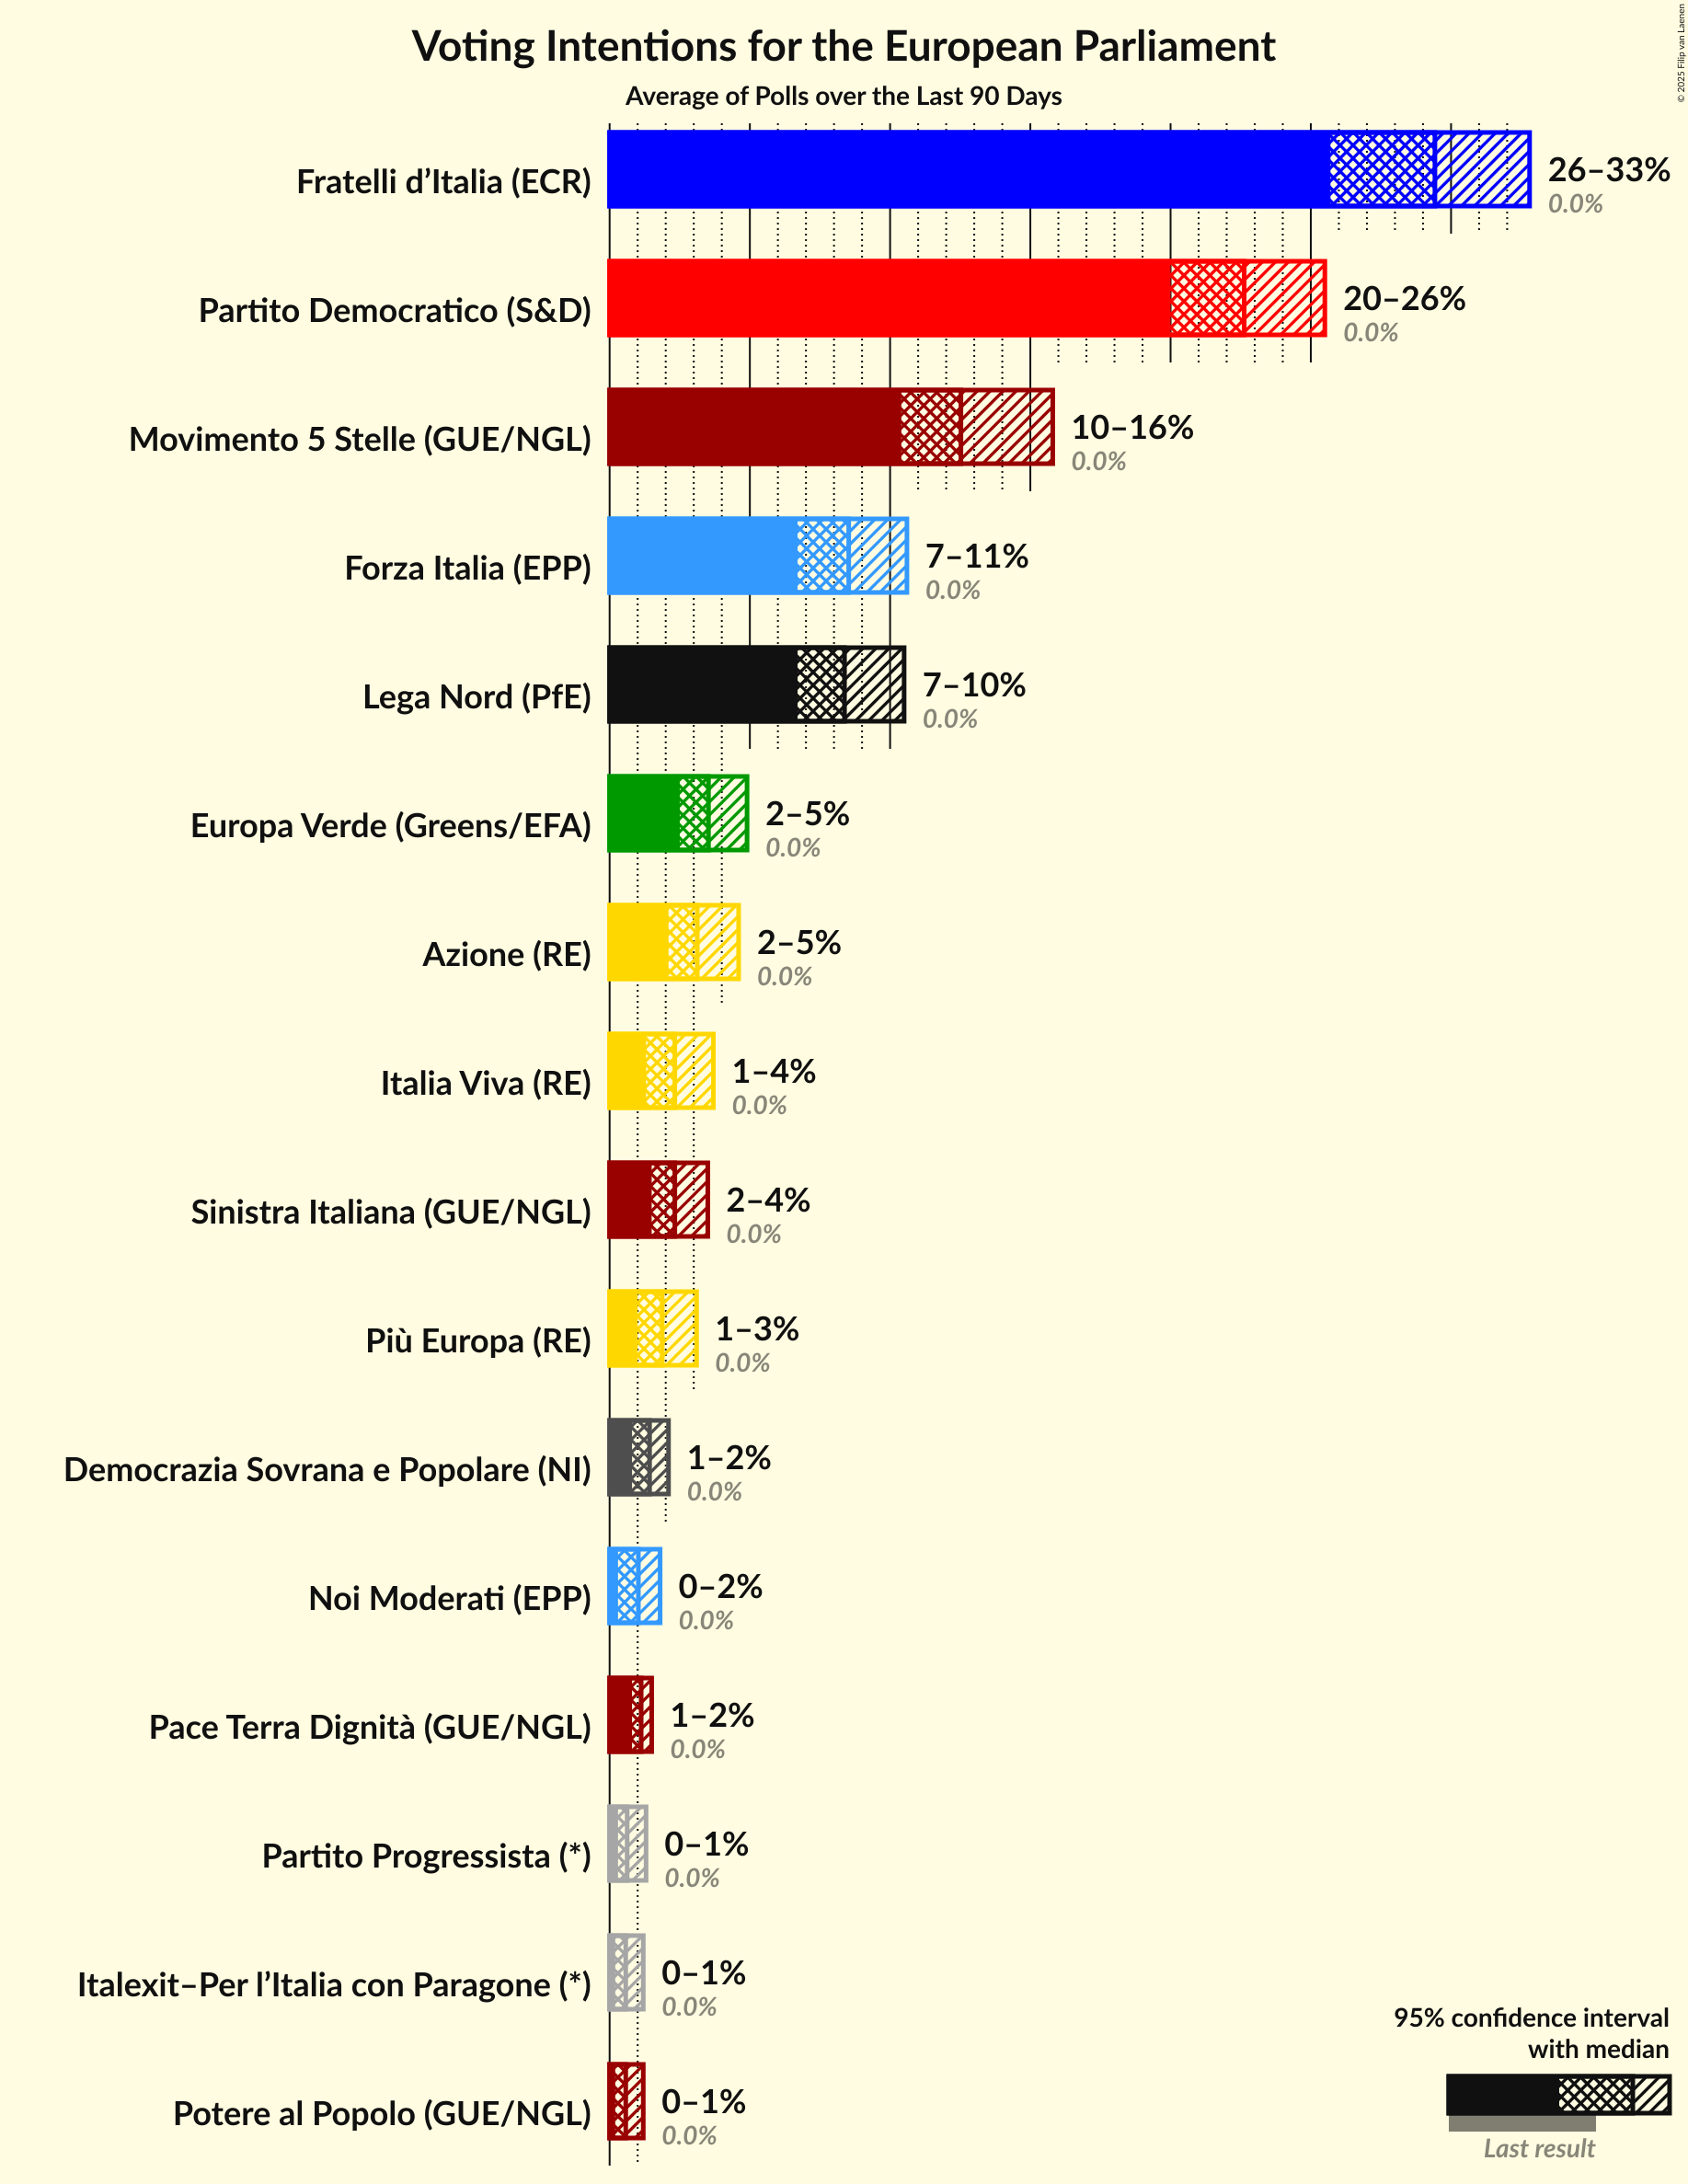 Voting Intentions for the European Parliament
Average of Polls over the Last 90 Days
© 2025 Filip van Laenen
Fratelli d’Italia (ECR)
26–33%
0.0%
Partito Democratico (S&D)
20–26%
0.0%
Movimento 5 Stelle (GUE/NGL)
10–16%
0.0%
Forza Italia (EPP)
7–11%
0.0%
Lega Nord (PfE)
7–10%
0.0%
Europa Verde (Greens/EFA)
2–5%
0.0%
Azione (RE)
2–5%
0.0%
Italia Viva (RE)
1–4%
0.0%
Sinistra Italiana (GUE/NGL)
2–4%
0.0%
Più Europa (RE)
1–3%
0.0%
Democrazia Sovrana e Popolare (NI)
1–2%
0.0%
Noi Moderati (EPP)
0–2%
0.0%
Pace Terra Dignità (GUE/NGL)
1–2%
0.0%
Partito Progressista (*)
0–1%
0.0%
Italexit–Per l’Italia con Paragone (*)
0–1%
0.0%
Potere al Popolo (GUE/NGL)
0–1%
0.0%
95% confidence interval
with median
Last result